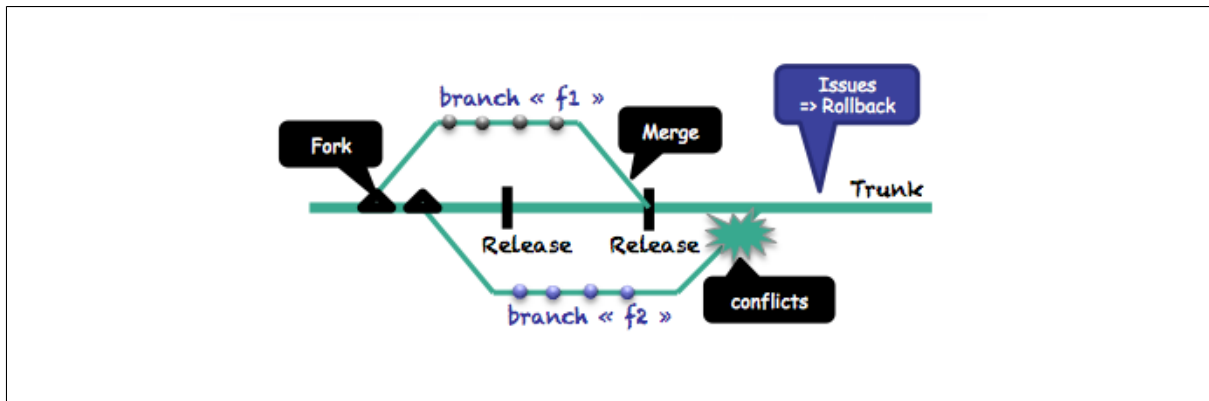 branch « f1 »
Issues
=> Rollback
Fork
Merge
Trunk
Release
Release
conflicts
branch « f2 »